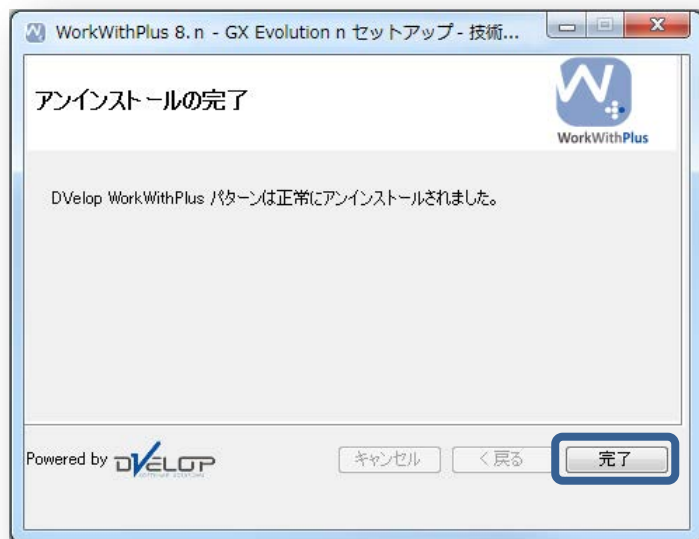 WorkWithPlus 8.n - GX Evolution n セットアップ - 技術...
アンインストールの完了
WorkWithPlus
DVelop WorkWithPlus パターンは正常にアンインストールされました。
Powered by DVELOP
キャンセル
< 戻る
完了